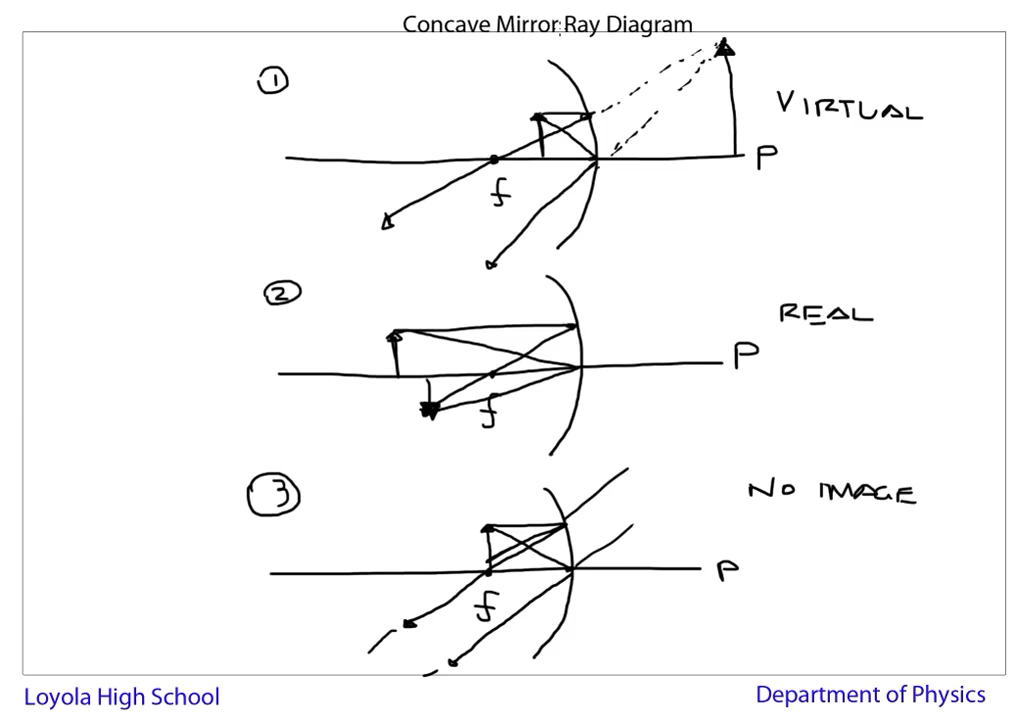 Concave Mirror Ray Diagram
1
VIRTUAL
P
f
2
REAL
P
f
3
NO IMAGE
P
f
Loyola High School
Department of Physics